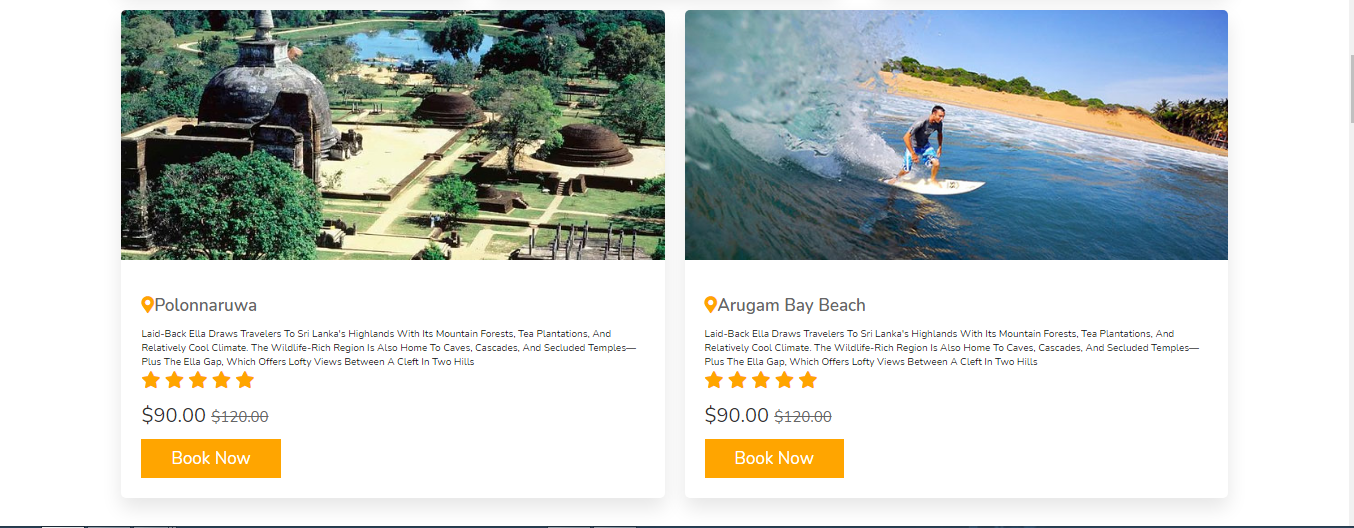 Polonnaruwa
Laid-Back Ella Draws Travelers To Sri Lanka's Highlands With Its Mountain Forests, Tea Plantations, And
Relatively Cool Climate. The Wildlife-Rich Region Is Also Home To Caves, Cascades, And Secluded Temples—
Plus The Ella Gap, Which Offers Lofty Views Between A Cleft In Two Hills
$90.00 $120.00
Book Now
Arugam Bay Beach
Laid-Back Ella Draws Travelers To Sri Lanka's Highlands With Its Mountain Forests, Tea Plantations, And
Relatively Cool Climate. The Wildlife-Rich Region Is Also Home To Caves, Cascades, And Secluded Temples—
Plus The Ella Gap, Which Offers Lofty Views Between A Cleft In Two Hills
$90.00 $120.00
Book Now